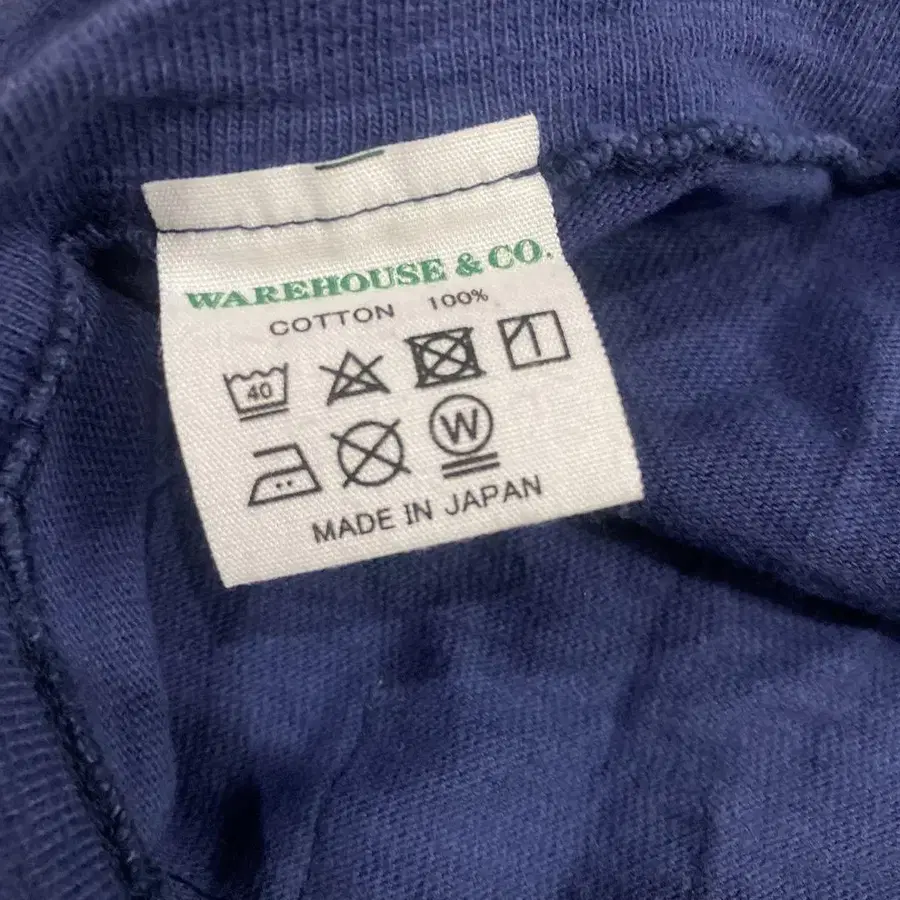 WAREHOUSE & CO.
COTTON 100%
40
W
MADE IN JAPAN